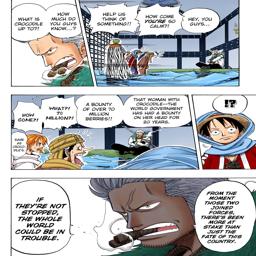 HEY, YOU
GUYS...
HOW COME
YOU'RE SO
CALM?!
HELP US
THINK OF
SOMETHING!!
HOW MUCH
DO YOU
GUYS KNOW...?
WHAT IS
CROCODILE
UP TO?!
!?
THAT WOMAN WITH
CROCODILE--THE
WORLD GOVERNMENT
HAS HAD A BOUNTY
ON HER HEAD FOR
20 YEARS.
A BOUNTY
OF OVER 70
MILLION
BERRIES!!
WHAT?!
MILLION?!
HOW
COME?!
SAME AS
FROM THE
MOMENT
THOSE TWO
JOINED
FORCES,
THERE'S BEEN
MORE AT
STAKE THAN
JUST THE
FATE OF THIS
COUNTRY.
IF
THEY'RE NOT
STOPPED,
THE WHOLE
WORLD
COULD BE IN
TROUBLE.